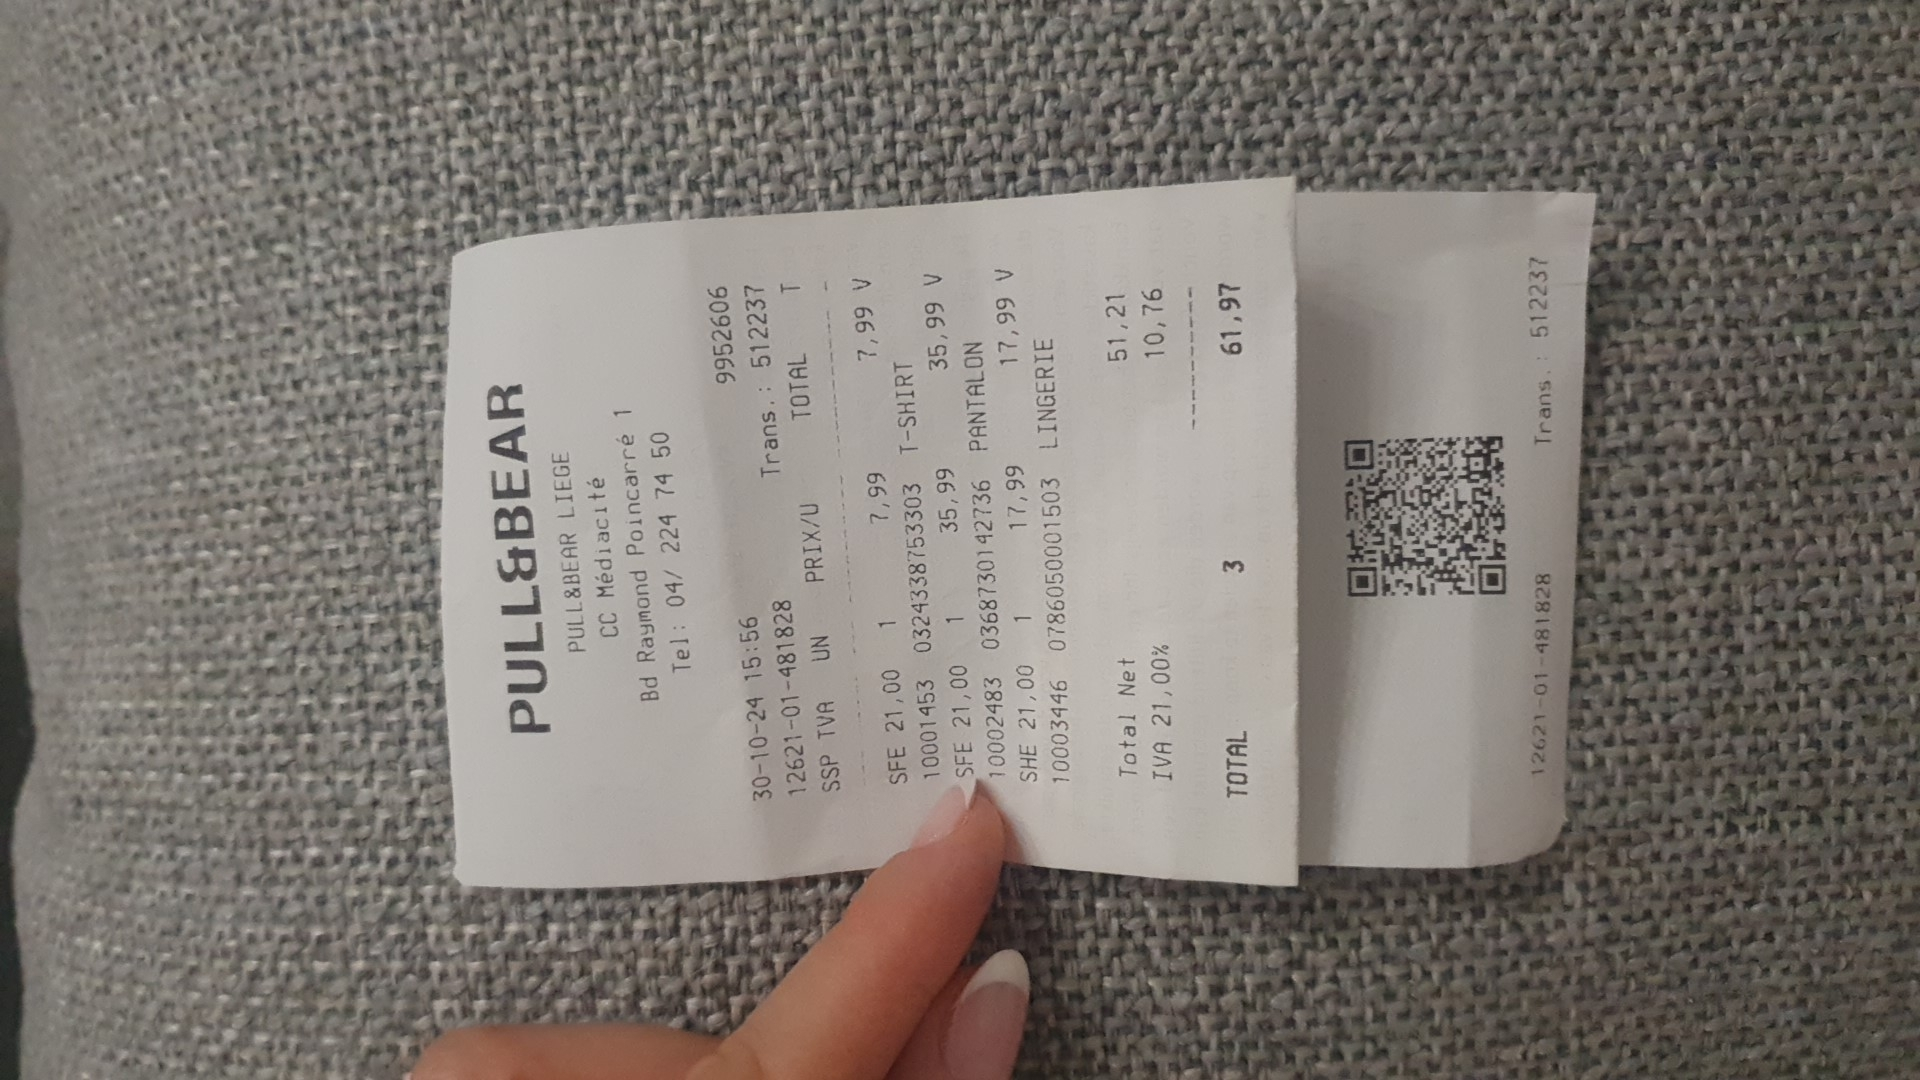 PULL&BEAR
PULL&BEAR LIEGE
CC Médiacité
Bd Raymond Poincarré 1
Tel: 04/ 224 74 50
9952606
30-10-24 15:56 Trans.: 512237
12621-01-481828
SSP TVA UN PRIX/U TOTAL T
SFE 21,00 1 7,99 7,99 V
10001453 0324338753303 T-SHIRT
SFE 21,00 1 35,99 35,99 V
10002483 0368730142736 PANTALON
SHE 21,00 1 17,99 17,99 V
10003446 0786050001503 LINGERIE
Total Net 51,21
IVA 21,00% 10,76
----------
TOTAL 3 61,97
12621-01-481828 Trans.: 512237